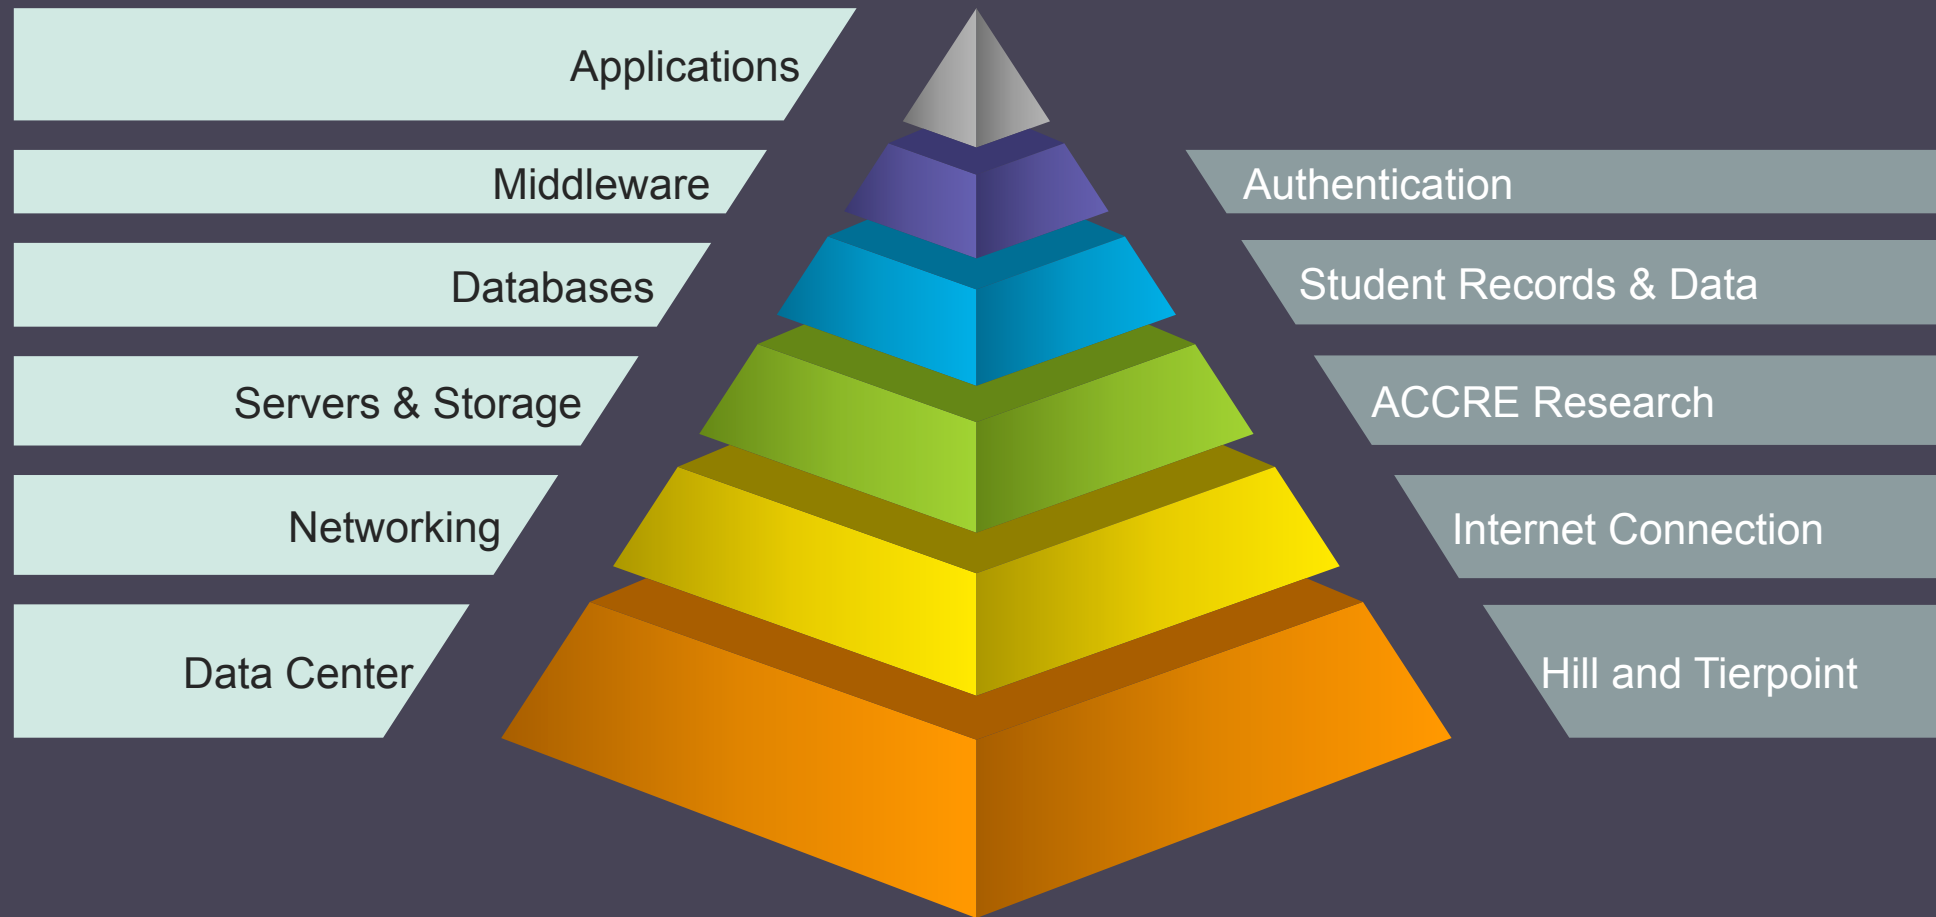 Applications
Middleware
Authentication
Databases
Student Records & Data
Servers & Storage
ACCRE Research
Networking
Internet Connection
Data Center
Hill and Tierpoint